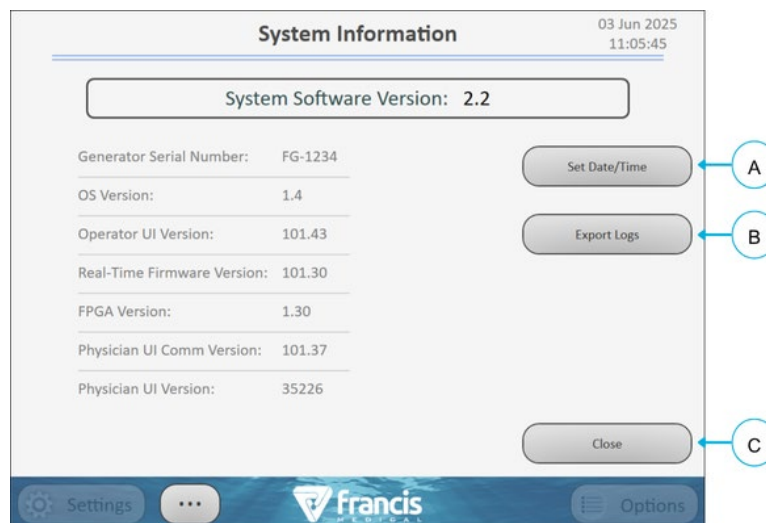 System Information
03 Jun 2025
11:05:45
System Software Version: 2.2
Generator Serial Number: FG-1234
OS Version: 1.4
Operator UI Version: 101.43
Real-Time Firmware Version: 101.30
FPGA Version: 1.30
Physician UI Comm Version: 101.37
Physician UI Version: 35226
Set Date/Time
A
Export Logs
B
Close
C
Settings
...
francis
MEDICAL
Options